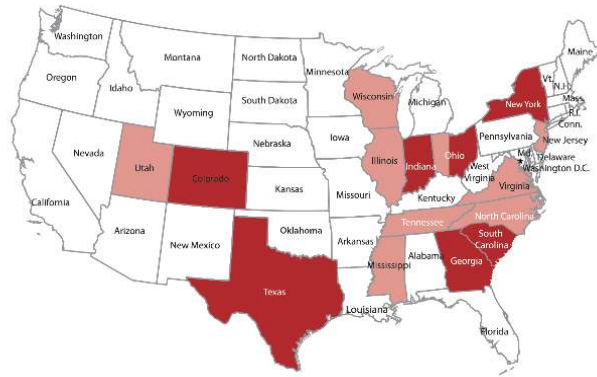 Washington
Montana
North Dakota
Minnesota
Maine
Oregon
Idaho
Wyoming
South Dakota
Wisconsin
Michigan
Vt.
N.H.
New York
Mass.
R.I.
Conn.
Nevada
Utah
Colorado
Nebraska
Iowa
Illinois
Indiana
Ohio
Pennsylvania
New Jersey
Md.
Delaware
Washington D.C.
West
Virginia
Virginia
California
Kansas
Missouri
Kentucky
Arizona
New Mexico
Oklahoma
Arkansas
Tennessee
North Carolina
South
Carolina
Texas
Mississippi
Alabama
Georgia
Louisiana
Florida